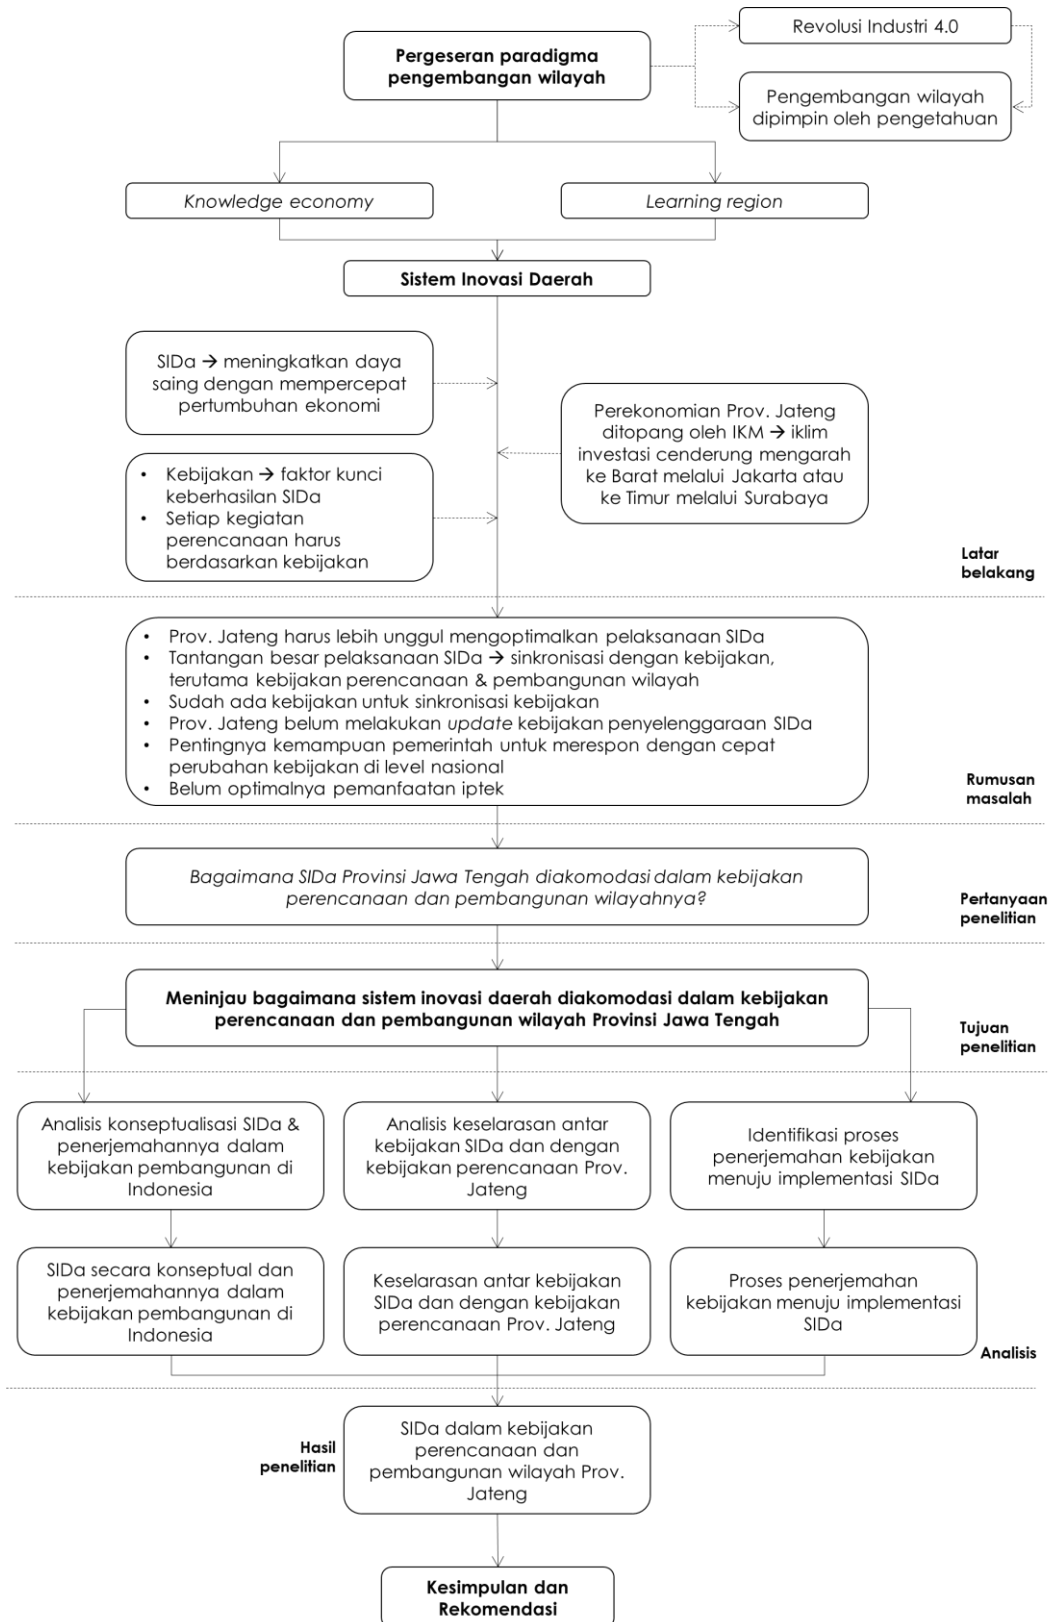 Pergeseran paradigma
pengembangan wilayah
Revolusi Industri 4.0
Pengembangan wilayah
dipimpin oleh pengetahuan
Knowledge economy
Learning region
Sistem Inovasi Daerah
SIDa → meningkatkan daya
saing dengan mempercepat
pertumbuhan ekonomi
Perekonomian Prov. Jateng
ditopang oleh IKM → iklim
investasi cenderung mengarah
ke Barat melalui Jakarta atau
ke Timur melalui Surabaya
• Kebijakan → faktor kunci
keberhasilan SIDa
• Setiap kegiatan
perencanaan harus
berdasarkan kebijakan
Latar
belakang
• Prov. Jateng harus lebih unggul mengoptimalkan pelaksanaan SIDa
• Tantangan besar pelaksanaan SIDa → sinkronisasi dengan kebijakan,
terutama kebijakan perencanaan & pembangunan wilayah
• Sudah ada kebijakan untuk sinkronisasi kebijakan
• Prov. Jateng belum melakukan update kebijakan penyelenggaraan SIDa
• Pentingnya kemampuan pemerintah untuk merespon dengan cepat
perubahan kebijakan di level nasional
• Belum optimalnya pemanfaatan iptek
Rumusan
masalah
Bagaimana SIDa Provinsi Jawa Tengah diakomodasi dalam kebijakan
perencanaan dan pembangunan wilayahnya?
Pertanyaan
penelitian
Meninjau bagaimana sistem inovasi daerah diakomodasi dalam kebijakan
perencanaan dan pembangunan wilayah Provinsi Jawa Tengah
Tujuan
penelitian
Analisis konseptualisasi SIDa &
penerjemahannya dalam
kebijakan pembangunan di
Indonesia
Analisis keselarasan antar
kebijakan SIDa dan dengan
kebijakan perencanaan Prov.
Jateng
Identifikasi proses
penerjemahan kebijakan
menuju implementasi SIDa
SIDa secara konseptual dan
penerjemahannya dalam
kebijakan pembangunan di
Indonesia
Keselarasan antar kebijakan
SIDa dan dengan kebijakan
perencanaan Prov. Jateng
Proses penerjemahan
kebijakan menuju implementasi
SIDa
Analisis
Hasil
penelitian
SIDa dalam kebijakan
perencanaan dan
pembangunan wilayah Prov.
Jateng
Kesimpulan dan
Rekomendasi